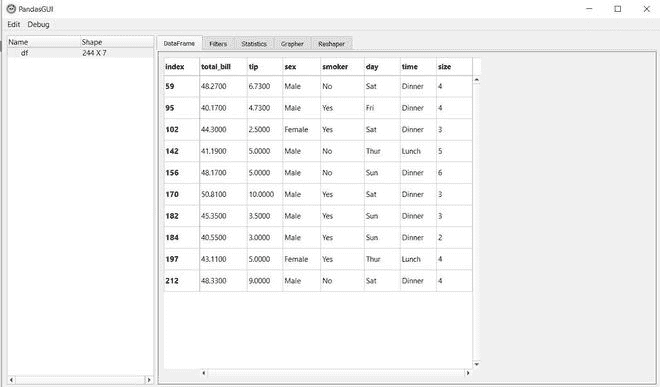 PandasGUI
Edit Debug
Name Shape
df 244 X 7
DataFrame Filters Statistics Grapher Reshaper
index total_bill tip sex smoker day time size
59 48.2700 6.7300 Male No Sat Dinner 4
95 40.1700 4.7300 Male Yes Fri Dinner 4
102 44.3000 2.5000 Female Yes Sat Dinner 3
142 41.1900 5.0000 Male No Thur Lunch 5
156 48.1700 5.0000 Male No Sun Dinner 6
170 50.8100 10.0000 Male Yes Sat Dinner 3
182 45.3500 3.5000 Male Yes Sun Dinner 3
184 40.5500 3.0000 Male Yes Sun Dinner 2
197 43.1100 5.0000 Female Yes Thur Lunch 4
212 48.3300 9.0000 Male No Sat Dinner 4